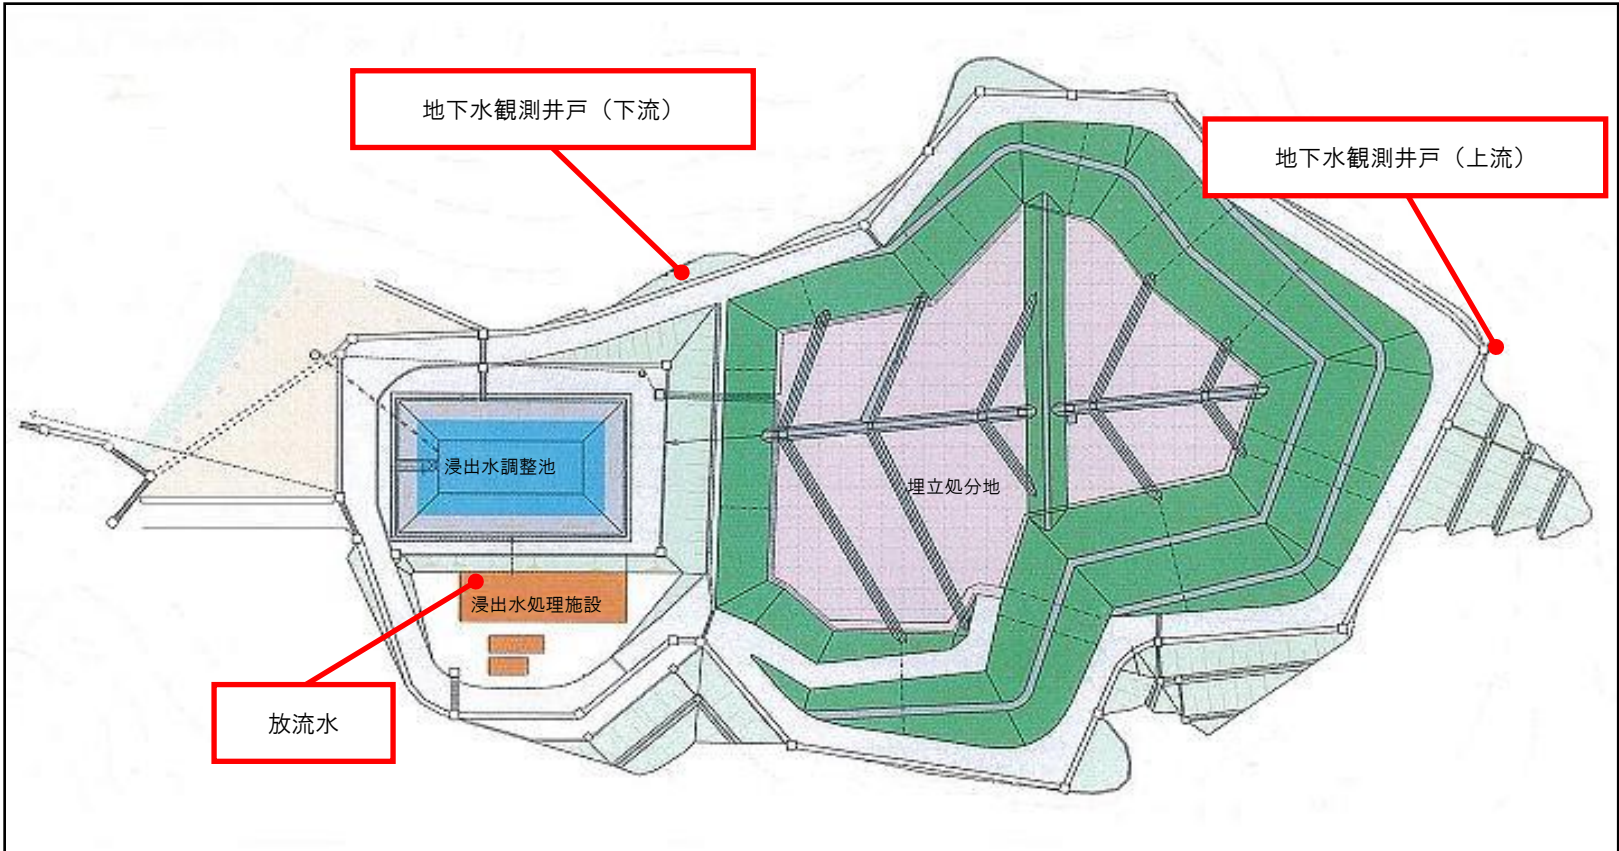 地下水観測井戸（下流）
地下水観測井戸（上流）
浸出水調整池
埋立処分地
浸出水処理施設
放流水